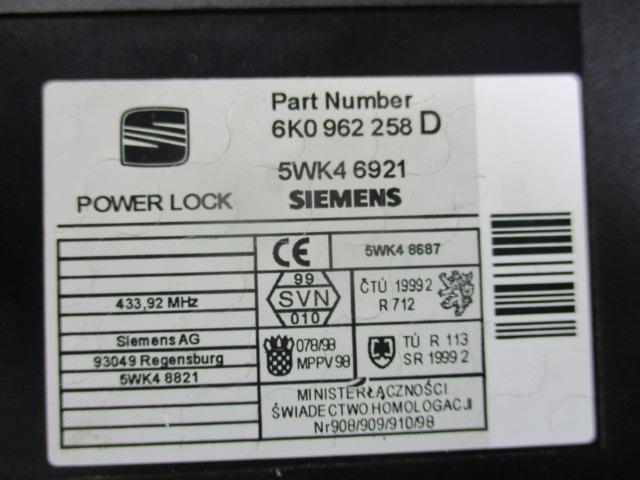 Part Number
6K0 962 258 D
5WK4 6921
POWER LOCK SIEMENS
CE
5WK4 8687
433,92 MHz
99
SVN
010
ČTÚ 1999 2
R 712
Siemens AG
93049 Regensburg
5WK4 8821
078/98
MPPV 98
TÚ R 113
SR 1999 2
MINISTERŁĄCZNOŚCI
ŚWIADECTWO HOMOLOGACJI
Nr908/909/910/98